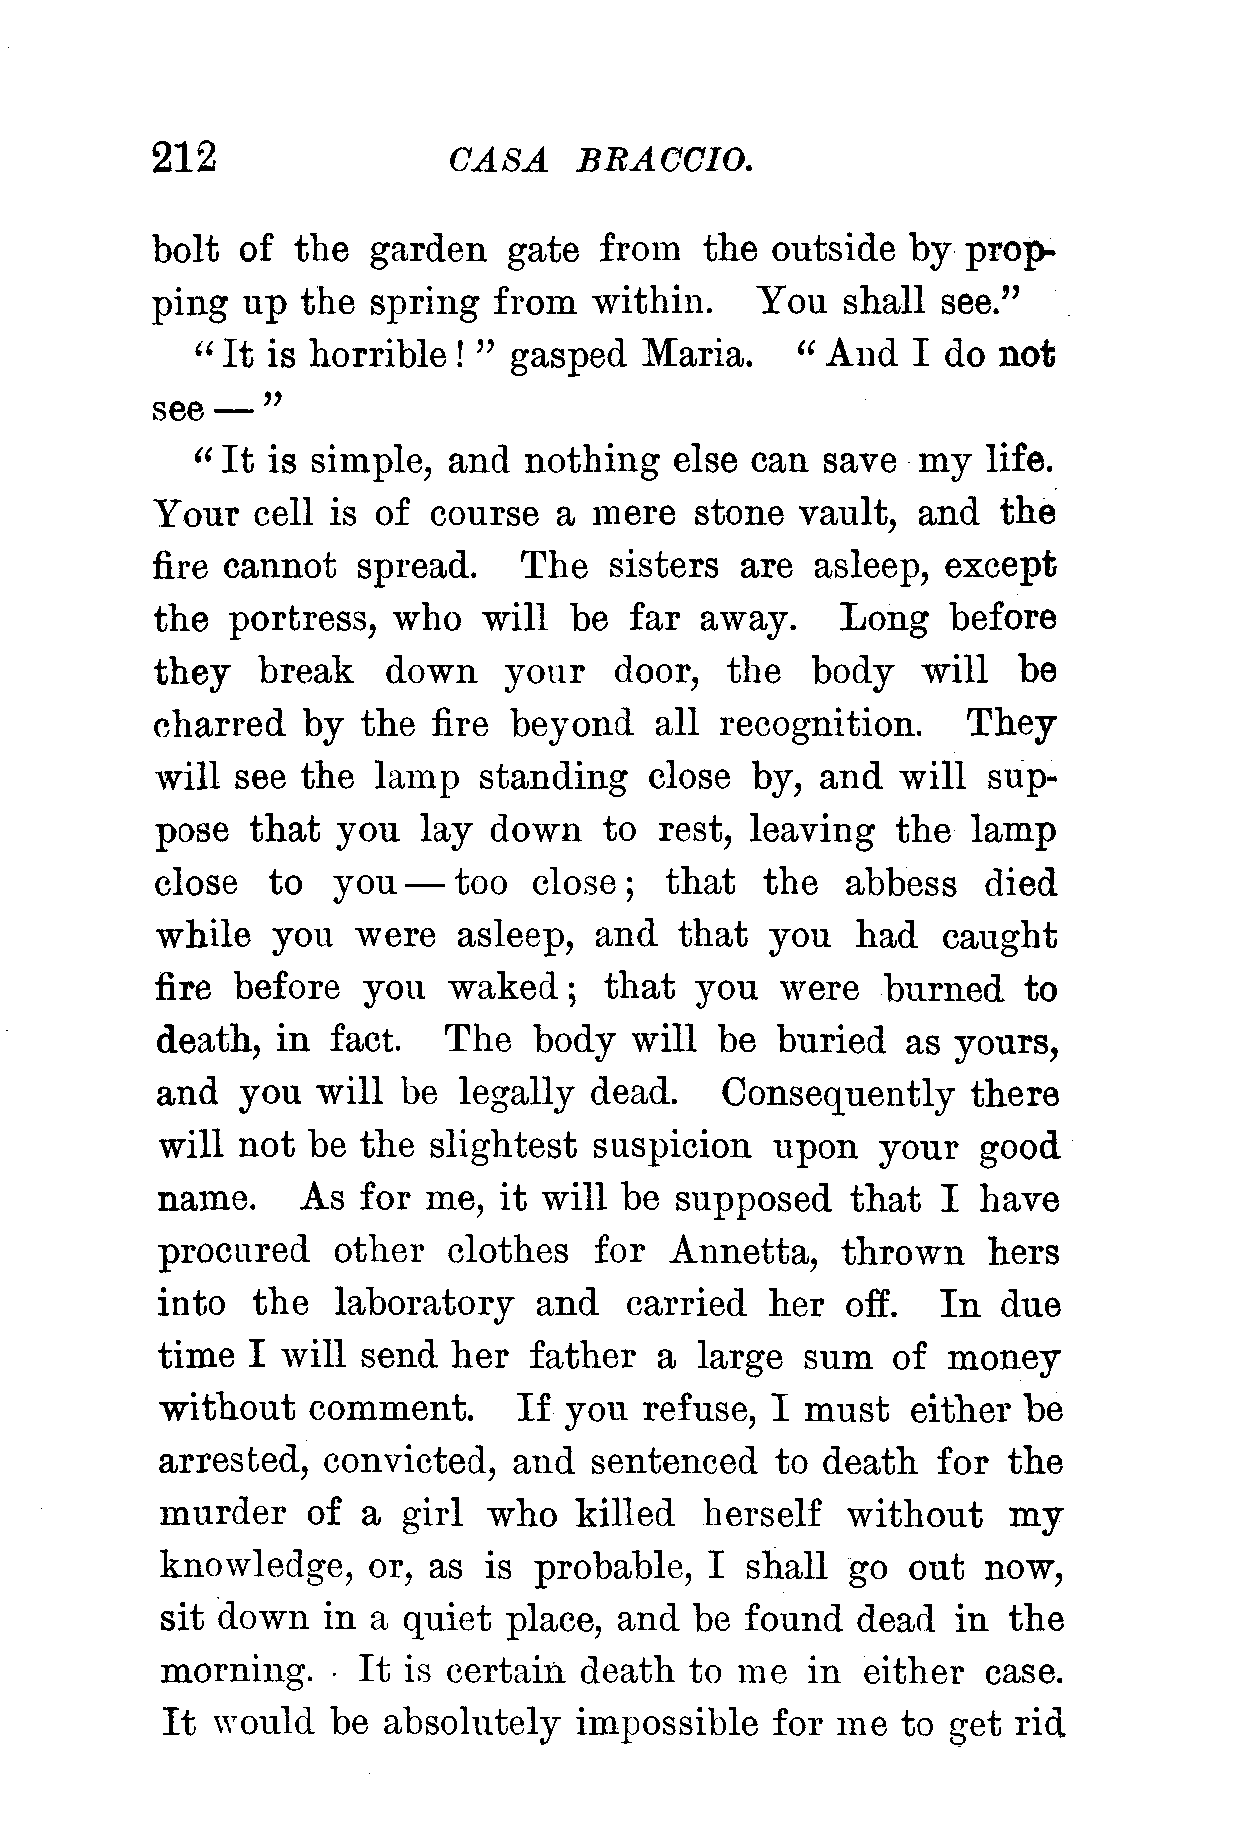 212 CASA BRACCIO.
bolt of the garden gate from the outside by prop-
ping up the spring from within. You shall see."
"It is horrible!" gasped Maria. "And I do not
see—"
"It is simple, and nothing else can save my life.
Your cell is of course a mere stone vault, and the
fire cannot spread. The sisters are asleep, except
the portress, who will be far away. Long before
they break down your door, the body will be
charred by the fire beyond all recognition. They
will see the lamp standing close by, and will sup-
pose that you lay down to rest, leaving the lamp
close to you—too close; that the abbess died
while you were asleep, and that you had caught
fire before you waked; that you were burned to
death, in fact. The body will be buried as yours,
and you will be legally dead. Consequently there
will not be the slightest suspicion upon your good
name. As for me, it will be supposed that I have
procured other clothes for Annetta, thrown hers
into the laboratory and carried her off. In due
time I will send her father a large sum of money
without comment. If you refuse, I must either be
arrested, convicted, and sentenced to death for the
murder of a girl who killed herself without my
knowledge, or, as is probable, I shall go out now,
sit down in a quiet place, and be found dead in the
morning. It is certain death to me in either case.
It would be absolutely impossible for me to get rid